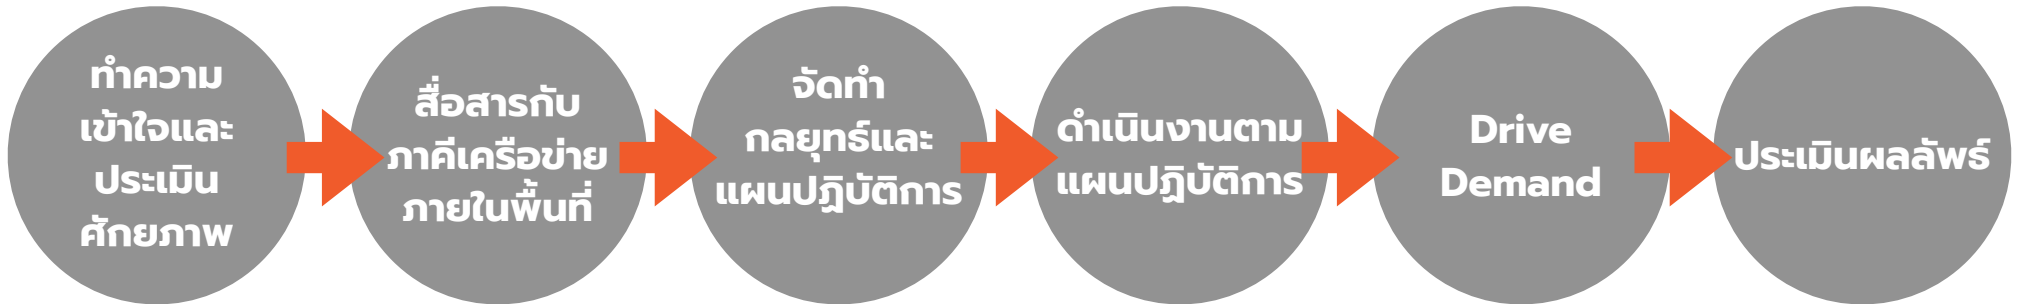 ทำความ
เข้าใจและ
ประเมิน
ศักยภาพ
สื่อสารกับ
ภาคีเครือข่าย
ภายในพื้นที่
จัดทำ
กลยุทธ์และ
แผนปฏิบัติการ
ดำเนินงานตาม
แผนปฏิบัติการ
Drive
Demand
ประเมินผลลัพธ์